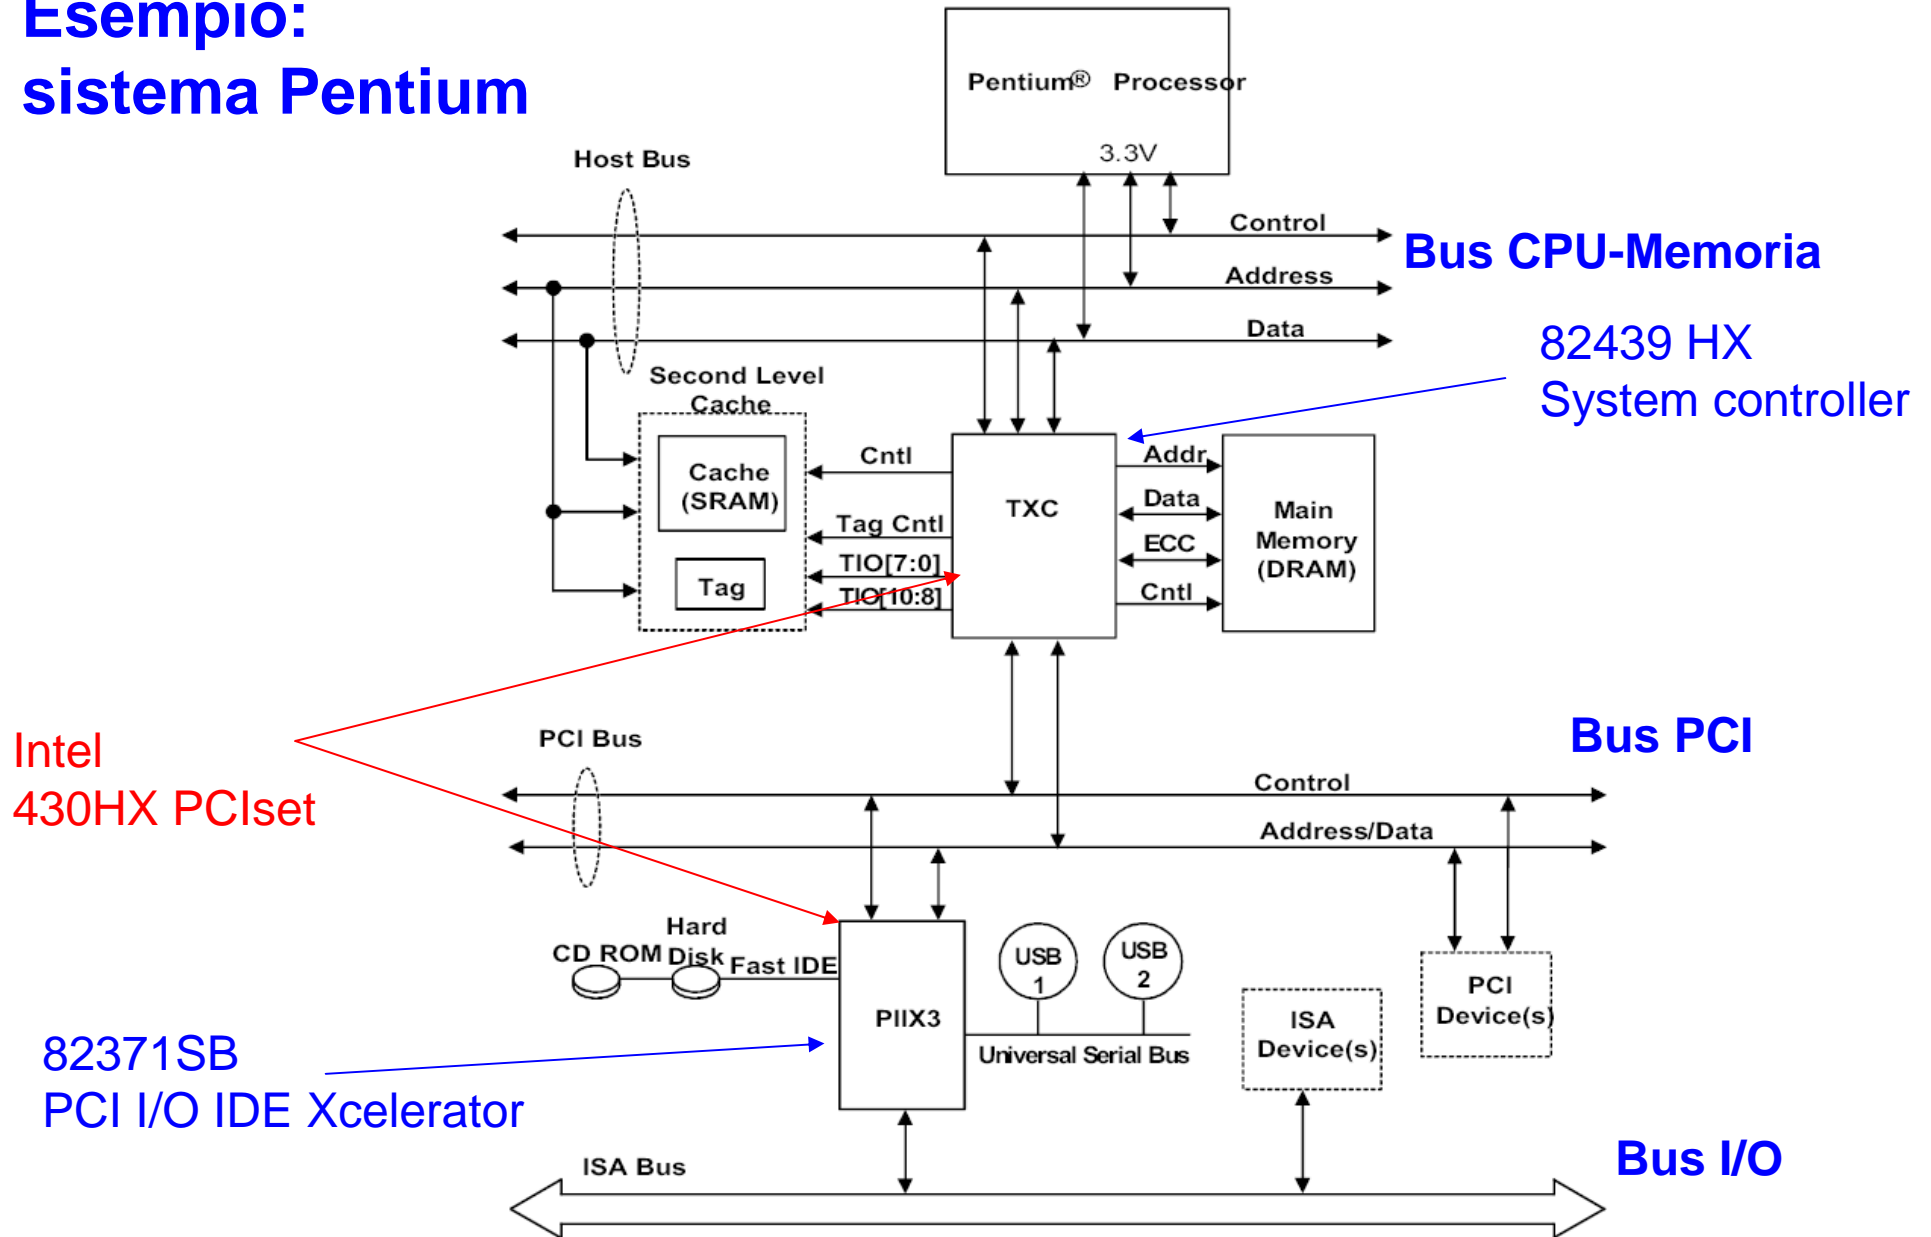 Esempio:
sistema Pentium
Pentium® Processor
3.3V
Host Bus
Control
Address
Data
Bus CPU-Memoria
82439 HX
System controller
Second Level
Cache
Cache
(SRAM)
Tag
Cntl
Tag Cntl
TIO[7:0]
TIO[10:8]
TXC
Addr
Data
ECC
Cntl
Main
Memory
(DRAM)
Intel
430HX PCIset
PCI Bus
Bus PCI
Control
Address/Data
CD ROM
Hard
Disk
Fast IDE
PIIX3
USB
1
USB
2
Universal Serial Bus
ISA
Device(s)
PCI
Device(s)
82371SB
PCI I/O IDE Xcelerator
ISA Bus
Bus I/O